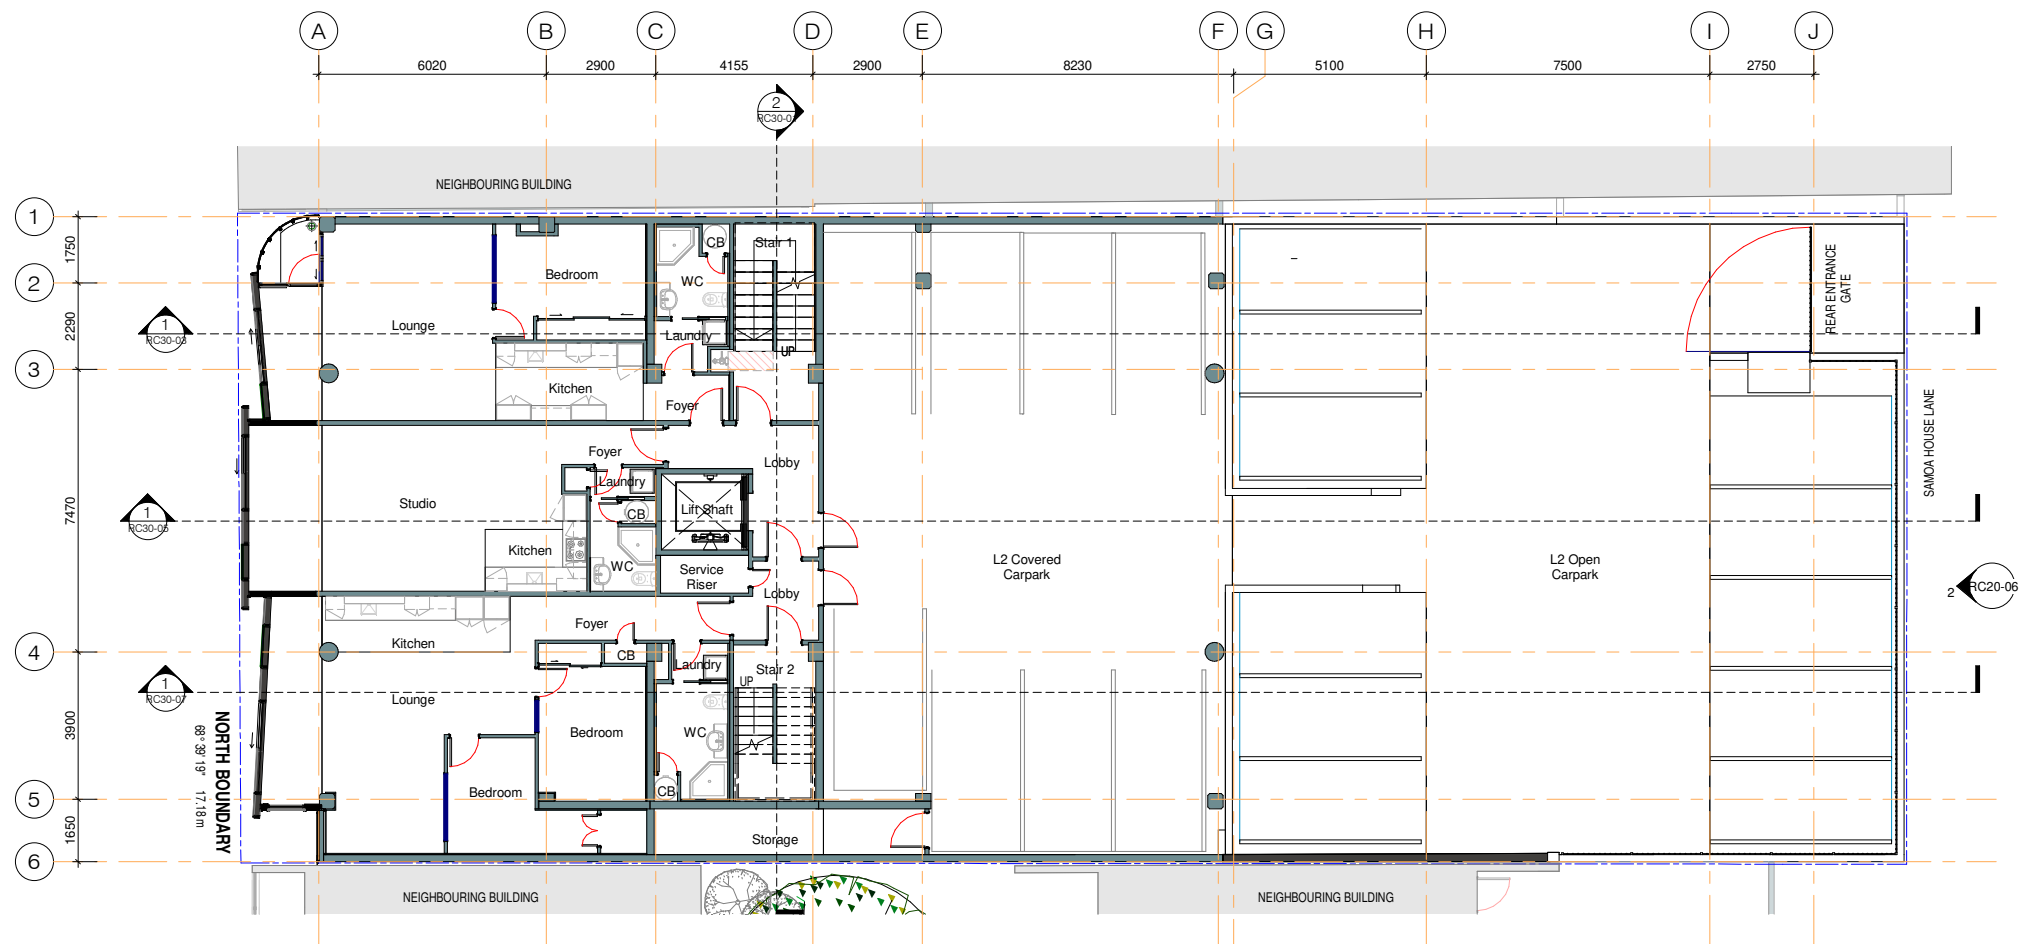 A B C D E F G H I J
6020 2900 4155 2900 8230 5100 7500 2750
2
RC30-01
NEIGHBOURING BUILDING
1
1750
2
2290
3
7470
4
3900
5
1650
6
CB
Stair 1
Bedroom
WC
REAR ENTRANCE
GATE
1
RC30-03
Lounge
Laundry
UP
Kitchen
Foyer
SAMOA HOUSE LANE
Foyer
Lobby
Laundry
Studio
CB
Lift Shaft
1
RC30-05
Kitchen
WC
Service
Riser
L2 Covered
Carpark
L2 Open
Carpark
Lobby
2
RC20-06
Foyer
Kitchen
CB
Laundry
Stair 2
UP
1
RC30-07
Lounge
WC
Bedroom
NORTH BOUNDARY
68° 39' 19" 17.18 m
Bedroom
CB
Storage
NEIGHBOURING BUILDING
NEIGHBOURING BUILDING